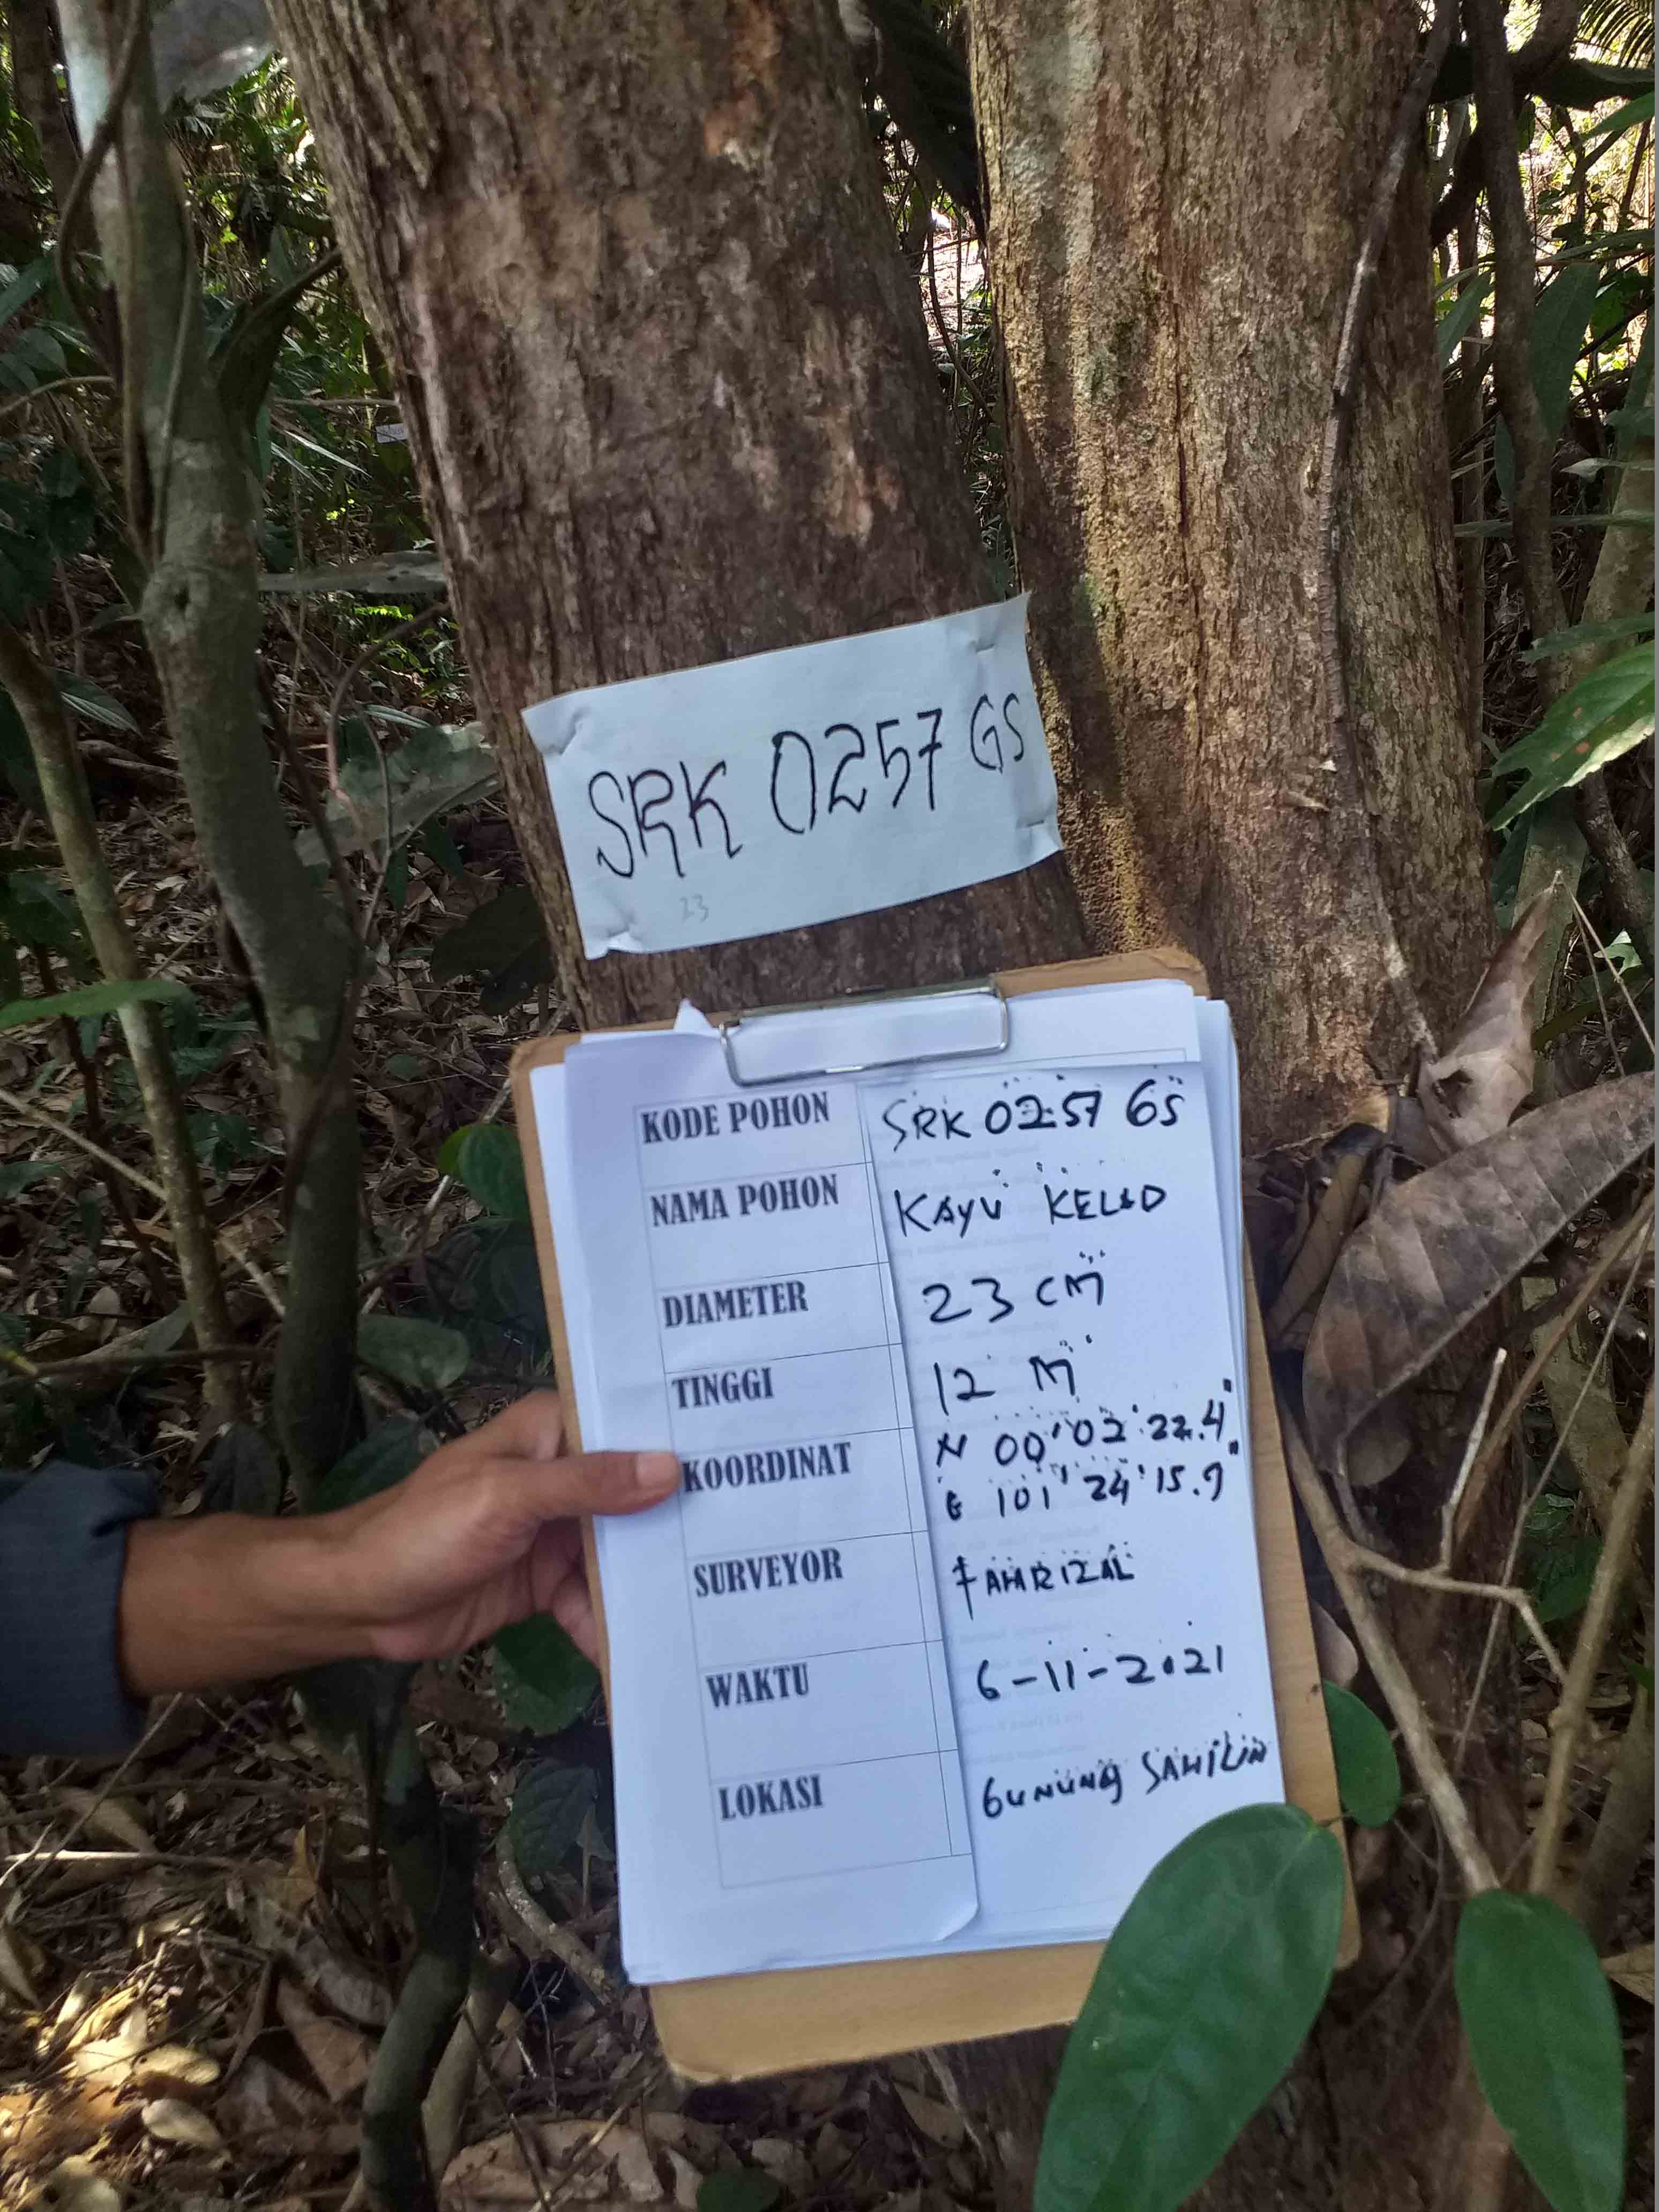 SRK 0257 GS
23
KODE POHON SRK 0257 GS
NAMA POHON KAYU KELAD
DIAMETER 23 CM
TINGGI 12 M
KOORDINAT N 00' 02' 22.4"
E 101' 24' 15.9"
SURVEYOR FAHRIZAL
WAKTU 6-11-2021
LOKASI GUNUNG SAHILIN